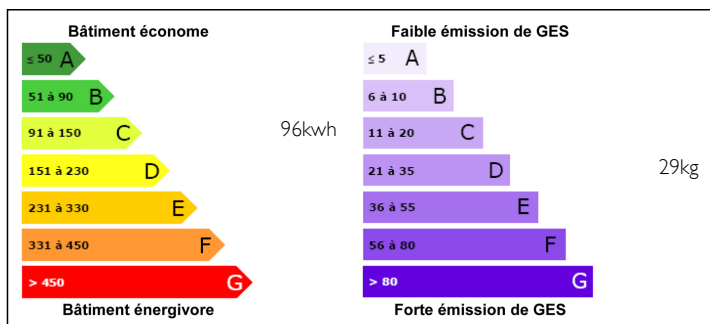 Bâtiment économe
≤ 50 A
51 à 90 B
91 à 150 C
96kwh
151 à 230 D
231 à 330 E
331 à 450 F
> 450 G
Bâtiment énergivore
Faible émission de GES
≤ 5 A
6 à 10 B
11 à 20 C
21 à 35 D
29kg
36 à 55 E
56 à 80 F
> 80 G
Forte émission de GES